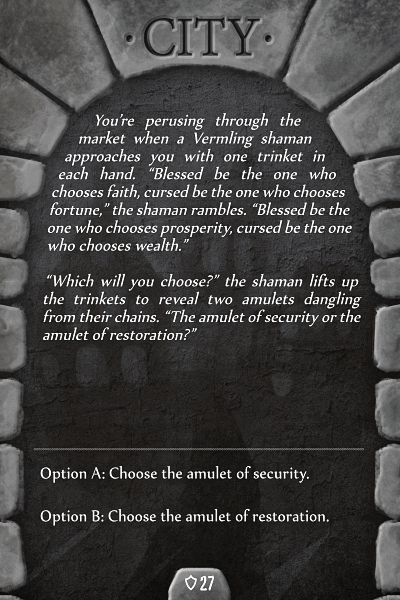 · CITY ·
You're perusing through the
market when a Vermling shaman
approaches you with one trinket in
each hand. “Blessed be the one who
chooses faith, cursed be the one who chooses
fortune,” the shaman rambles. “Blessed be the
one who chooses prosperity, cursed be the one
who chooses wealth.”
“Which will you choose?” the shaman lifts up
the trinkets to reveal two amulets dangling
from their chains. “The amulet of security or the
amulet of restoration?”
Option A: Choose the amulet of security.
Option B: Choose the amulet of restoration.
27